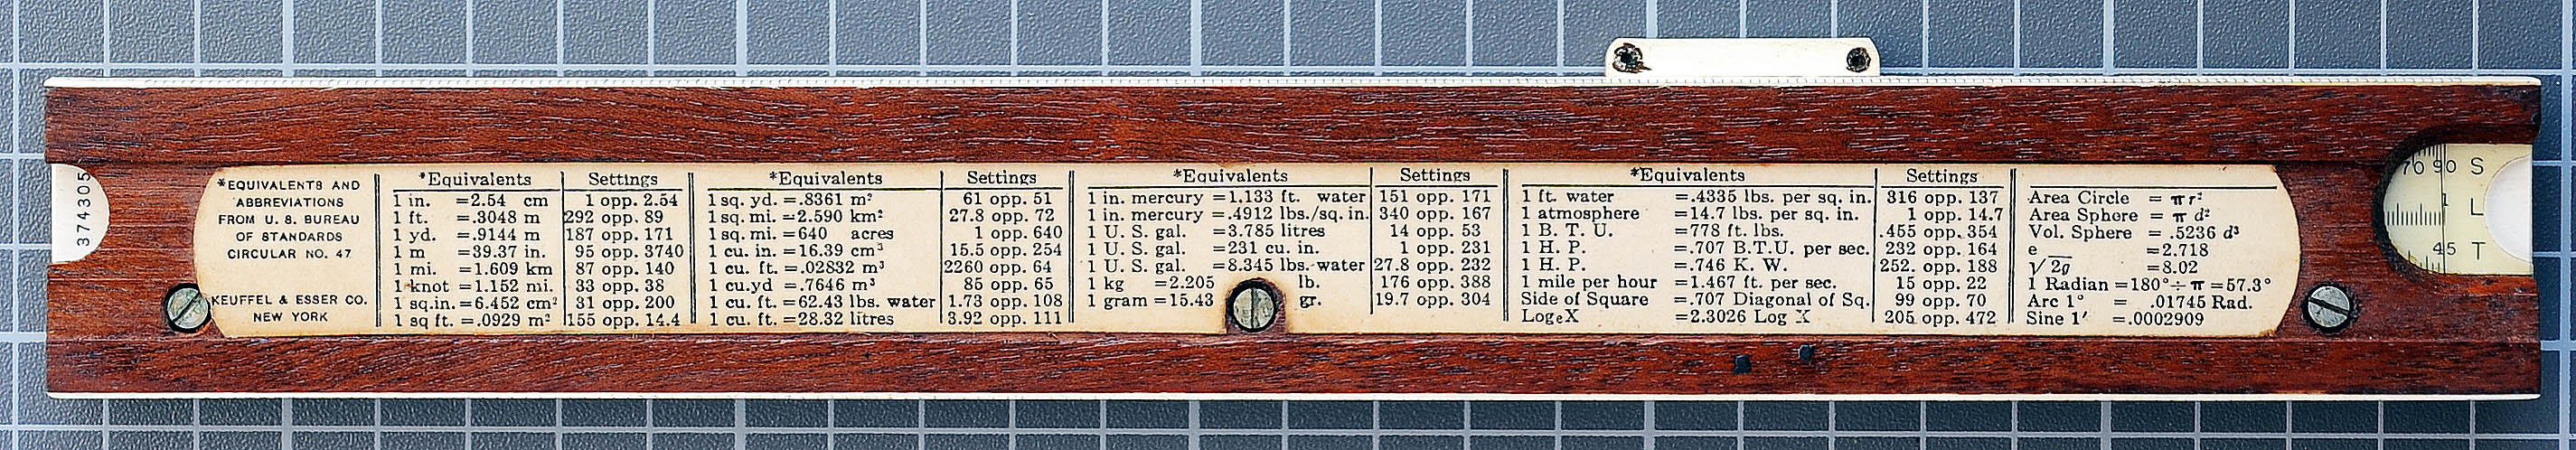 374305
*EQUIVALENTS AND
ABBREVIATIONS
FROM U. S. BUREAU
OF STANDARDS
CIRCULAR NO. 47
KEUFFEL & ESSER CO.
NEW YORK
*Equivalents Settings
1 in. =2.54 cm 1 opp. 2.54
1 ft. =.3048 m 292 opp. 89
1 yd. =.9144 m 187 opp. 171
1 m =39.37 in. 95 opp. 3740
1 mi. =1.609 km 87 opp. 140
1 knot =1.152 mi. 33 opp. 38
1 sq.in.=6.452 cm² 31 opp. 200
1 sq ft. =.0929 m² 155 opp. 14.4
*Equivalents Settings
1 sq. yd. =.8361 m² 61 opp. 51
1 sq. mi. =2.590 km² 27.8 opp. 72
1 sq. mi. =640 acres 1 opp. 640
1 cu. in. =16.39 cm³ 15.5 opp. 254
1 cu. ft. =.02832 m³ 2260 opp. 64
1 cu.yd =.7646 m³ 85 opp. 65
1 cu. ft. =62.43 lbs. water 1.73 opp. 108
1 cu. ft. =28.32 litres 3.92 opp. 111
*Equivalents Settings
1 in. mercury =1.133 ft. water 151 opp. 171
1 in. mercury =.4912 lbs./sq. in. 340 opp. 167
1 U. S. gal. =3.785 litres 14 opp. 53
1 U. S. gal. =231 cu. in. 1 opp. 231
1 U. S. gal. =8.345 lbs. water 27.8 opp. 232
1 kg =2.205 lb. 176 opp. 388
1 gram =15.43 gr. 19.7 opp. 304
*Equivalents Settings
1 ft. water =.4335 lbs. per sq. in. 316 opp. 137
1 atmosphere =14.7 lbs. per sq. in. 1 opp. 14.7
1 B. T. U. =778 ft. lbs. .455 opp. 354
1 H. P. =.707 B.T.U. per sec. 232 opp. 164
1 H. P. =.746 K. W. 252. opp. 188
1 mile per hour =1.467 ft. per sec. 15 opp. 22
Side of Square =.707 Diagonal of Sq. 99 opp. 70
LogeX =2.3026 Log X 205 opp. 472
Area Circle = πr²
Area Sphere = π d²
Vol. Sphere = .5236 d³
e =2.718
√2g =8.02
1 Radian =180°÷π=57.3°
Arc 1° = .01745 Rad.
Sine 1′ =.0002909
70 90 S
1 L
45 T